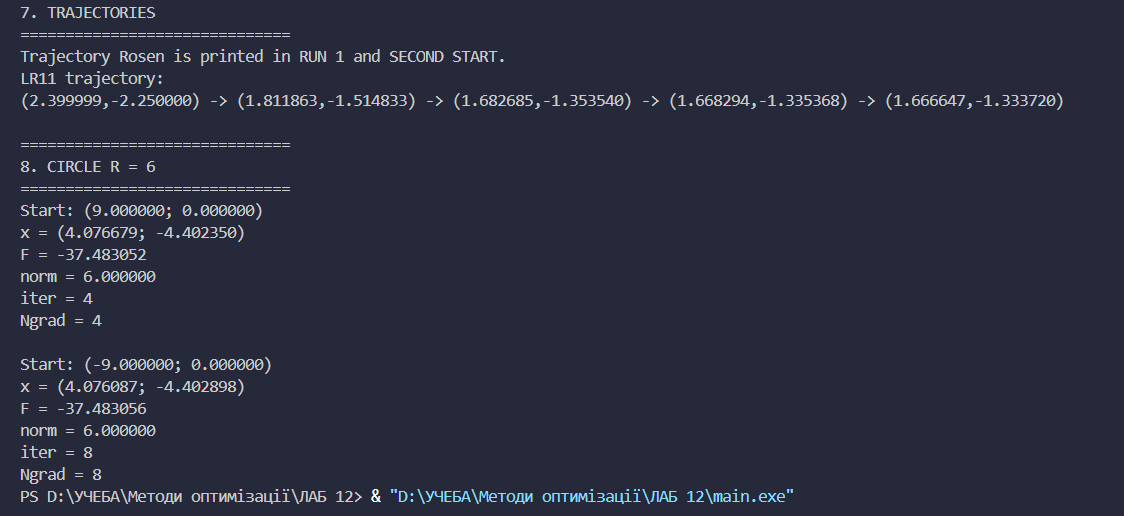 7. TRAJECTORIES
==============================
Trajectory Rosen is printed in RUN 1 and SECOND START.
LR11 trajectory:
(2.399999,-2.250000) -> (1.811863,-1.514833) -> (1.682685,-1.353540) -> (1.668294,-1.335368) -> (1.666647,-1.333720)
==============================
8. CIRCLE R = 6
==============================
Start: (9.000000; 0.000000)
x = (4.076679; -4.402350)
F = -37.483052
norm = 6.000000
iter = 4
Ngrad = 4
Start: (-9.000000; 0.000000)
x = (4.076087; -4.402898)
F = -37.483056
norm = 6.000000
iter = 8
Ngrad = 8
PS D:\УЧЕБА\Методи оптимізації\ЛАБ 12> & "D:\УЧЕБА\Методи оптимізації\ЛАБ 12\main.exe"